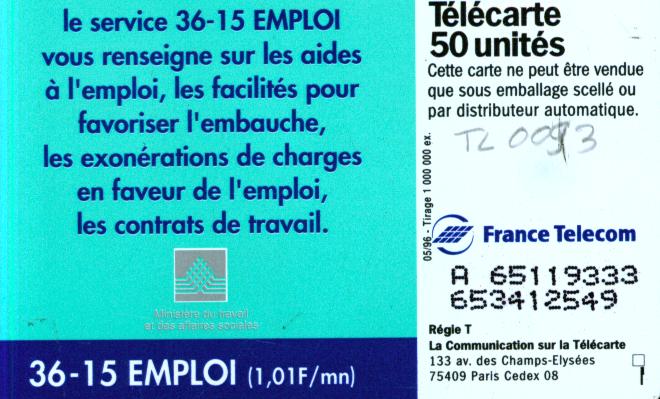 le service 36-15 EMPLOI
vous renseigne sur les aides
à l'emploi, les facilités pour
favoriser l'embauche,
les exonérations de charges
en faveur de l'emploi,
les contrats de travail.
Ministère du travail
et des affaires sociales
36-15 EMPLOI (1,01F/mn)
Télécarte
50 unités
Cette carte ne peut être vendue
que sous emballage scellé ou
par distributeur automatique.
05/96 - Tirage 1 000 000 ex.
France Telecom
A 65119333
653412549
Régie T
La Communication sur la Télécarte
133 av. des Champs-Elysées
75409 Paris Cedex 08